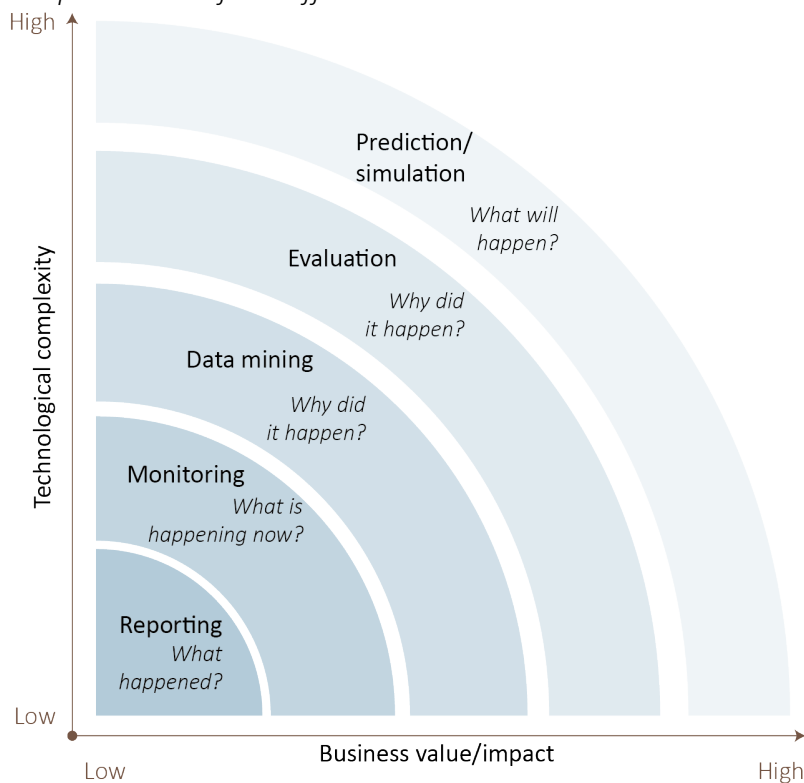 High
Prediction/
simulation
What will
happen?
Evaluation
Why did
it happen?
Data mining
Why did
it happen?
Monitoring
What is
happening now?
Reporting
What
happened?
Technological complexity
Low
Business value/impact
Low
High